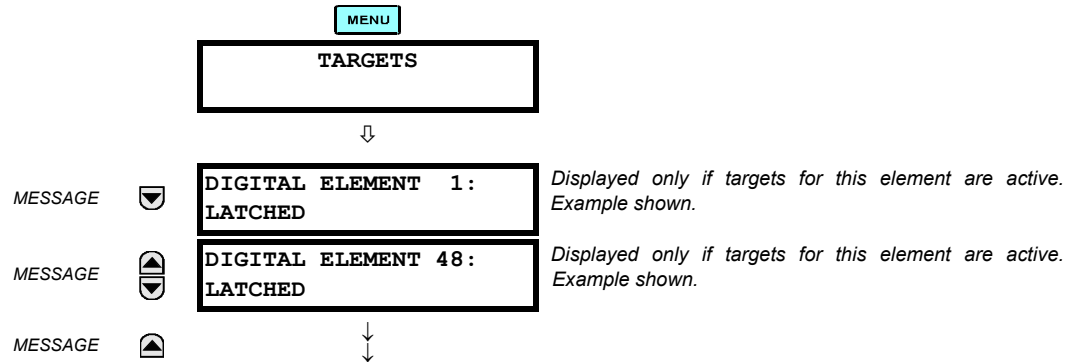 MENU
TARGETS
⇩
MESSAGE
DIGITAL ELEMENT  1:
LATCHED
Displayed only if targets for this element are active.
Example shown.
MESSAGE
DIGITAL ELEMENT 48:
LATCHED
Displayed only if targets for this element are active.
Example shown.
MESSAGE
↓
↓